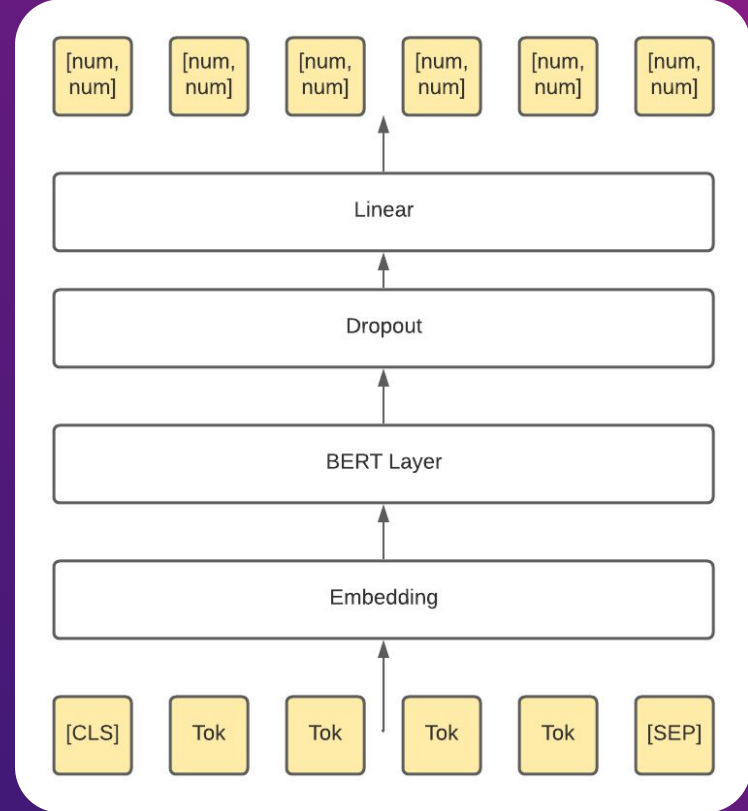 [num, num] [num, num] [num, num] [num, num] [num, num] [num, num]
Linear
Dropout
BERT Layer
Embedding
[CLS] Tok Tok Tok Tok [SEP]